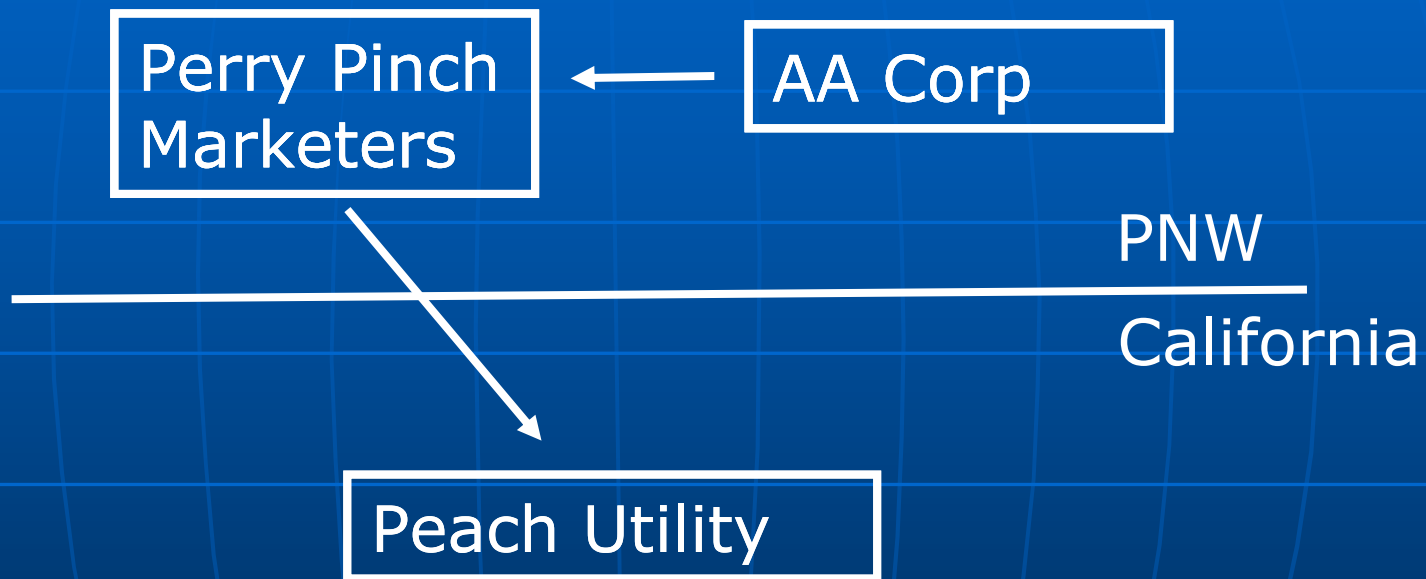 Perry Pinch
Marketers
AA Corp
PNW
California
Peach Utility